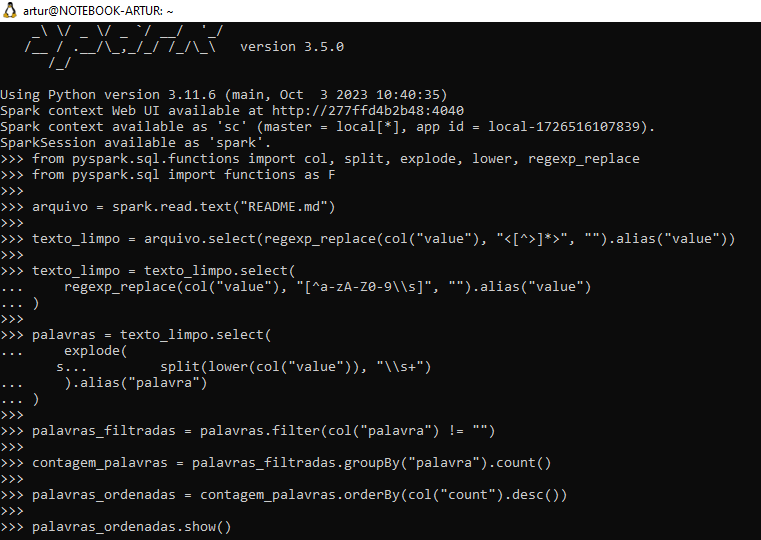 artur@NOTEBOOK-ARTUR: ~
    _\ \/ _ \/ _ `/ __/  '_/
   /__ / .__/\_,_/_/ /_/\_\   version 3.5.0
      /_/
Using Python version 3.11.6 (main, Oct  3 2023 10:40:35)
Spark context Web UI available at http://277ffd4b2b48:4040
Spark context available as 'sc' (master = local[*], app id = local-1726516107839).
SparkSession available as 'spark'.
>>> from pyspark.sql.functions import col, split, explode, lower, regexp_replace
>>> from pyspark.sql import functions as F
>>>
>>> arquivo = spark.read.text("README.md")
>>>
>>> texto_limpo = arquivo.select(regexp_replace(col("value"), "<[^>]*>", "").alias("value"))
>>>
>>> texto_limpo = texto_limpo.select(
...     regexp_replace(col("value"), "[^a-zA-Z0-9\\s]", "").alias("value")
... )
>>>
>>> palavras = texto_limpo.select(
...     explode(
       s...         split(lower(col("value")), "\\s+")
...     ).alias("palavra")
... )
>>>
>>> palavras_filtradas = palavras.filter(col("palavra") != "")
>>>
>>> contagem_palavras = palavras_filtradas.groupBy("palavra").count()
>>>
>>> palavras_ordenadas = contagem_palavras.orderBy(col("count").desc())
>>>
>>> palavras_ordenadas.show()